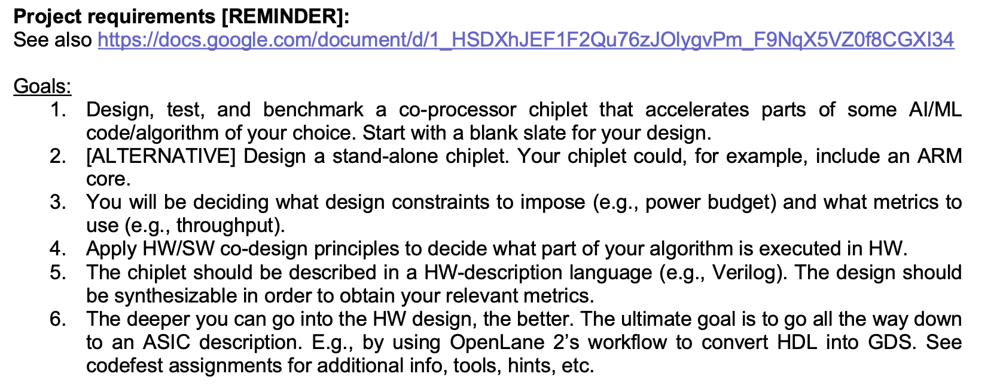 Project requirements [REMINDER]:
See also https://docs.google.com/document/d/1_HSDXhJEF1F2Qu76zJOlygvPm_F9NqX5VZ0f8CGXI34
Goals:
1. Design, test, and benchmark a co-processor chiplet that accelerates parts of some AI/ML
code/algorithm of your choice. Start with a blank slate for your design.
2. [ALTERNATIVE] Design a stand-alone chiplet. Your chiplet could, for example, include an ARM
core.
3. You will be deciding what design constraints to impose (e.g., power budget) and what metrics to
use (e.g., throughput).
4. Apply HW/SW co-design principles to decide what part of your algorithm is executed in HW.
5. The chiplet should be described in a HW-description language (e.g., Verilog). The design should
be synthesizable in order to obtain your relevant metrics.
6. The deeper you can go into the HW design, the better. The ultimate goal is to go all the way down
to an ASIC description. E.g., by using OpenLane 2’s workflow to convert HDL into GDS. See
codefest assignments for additional info, tools, hints, etc.